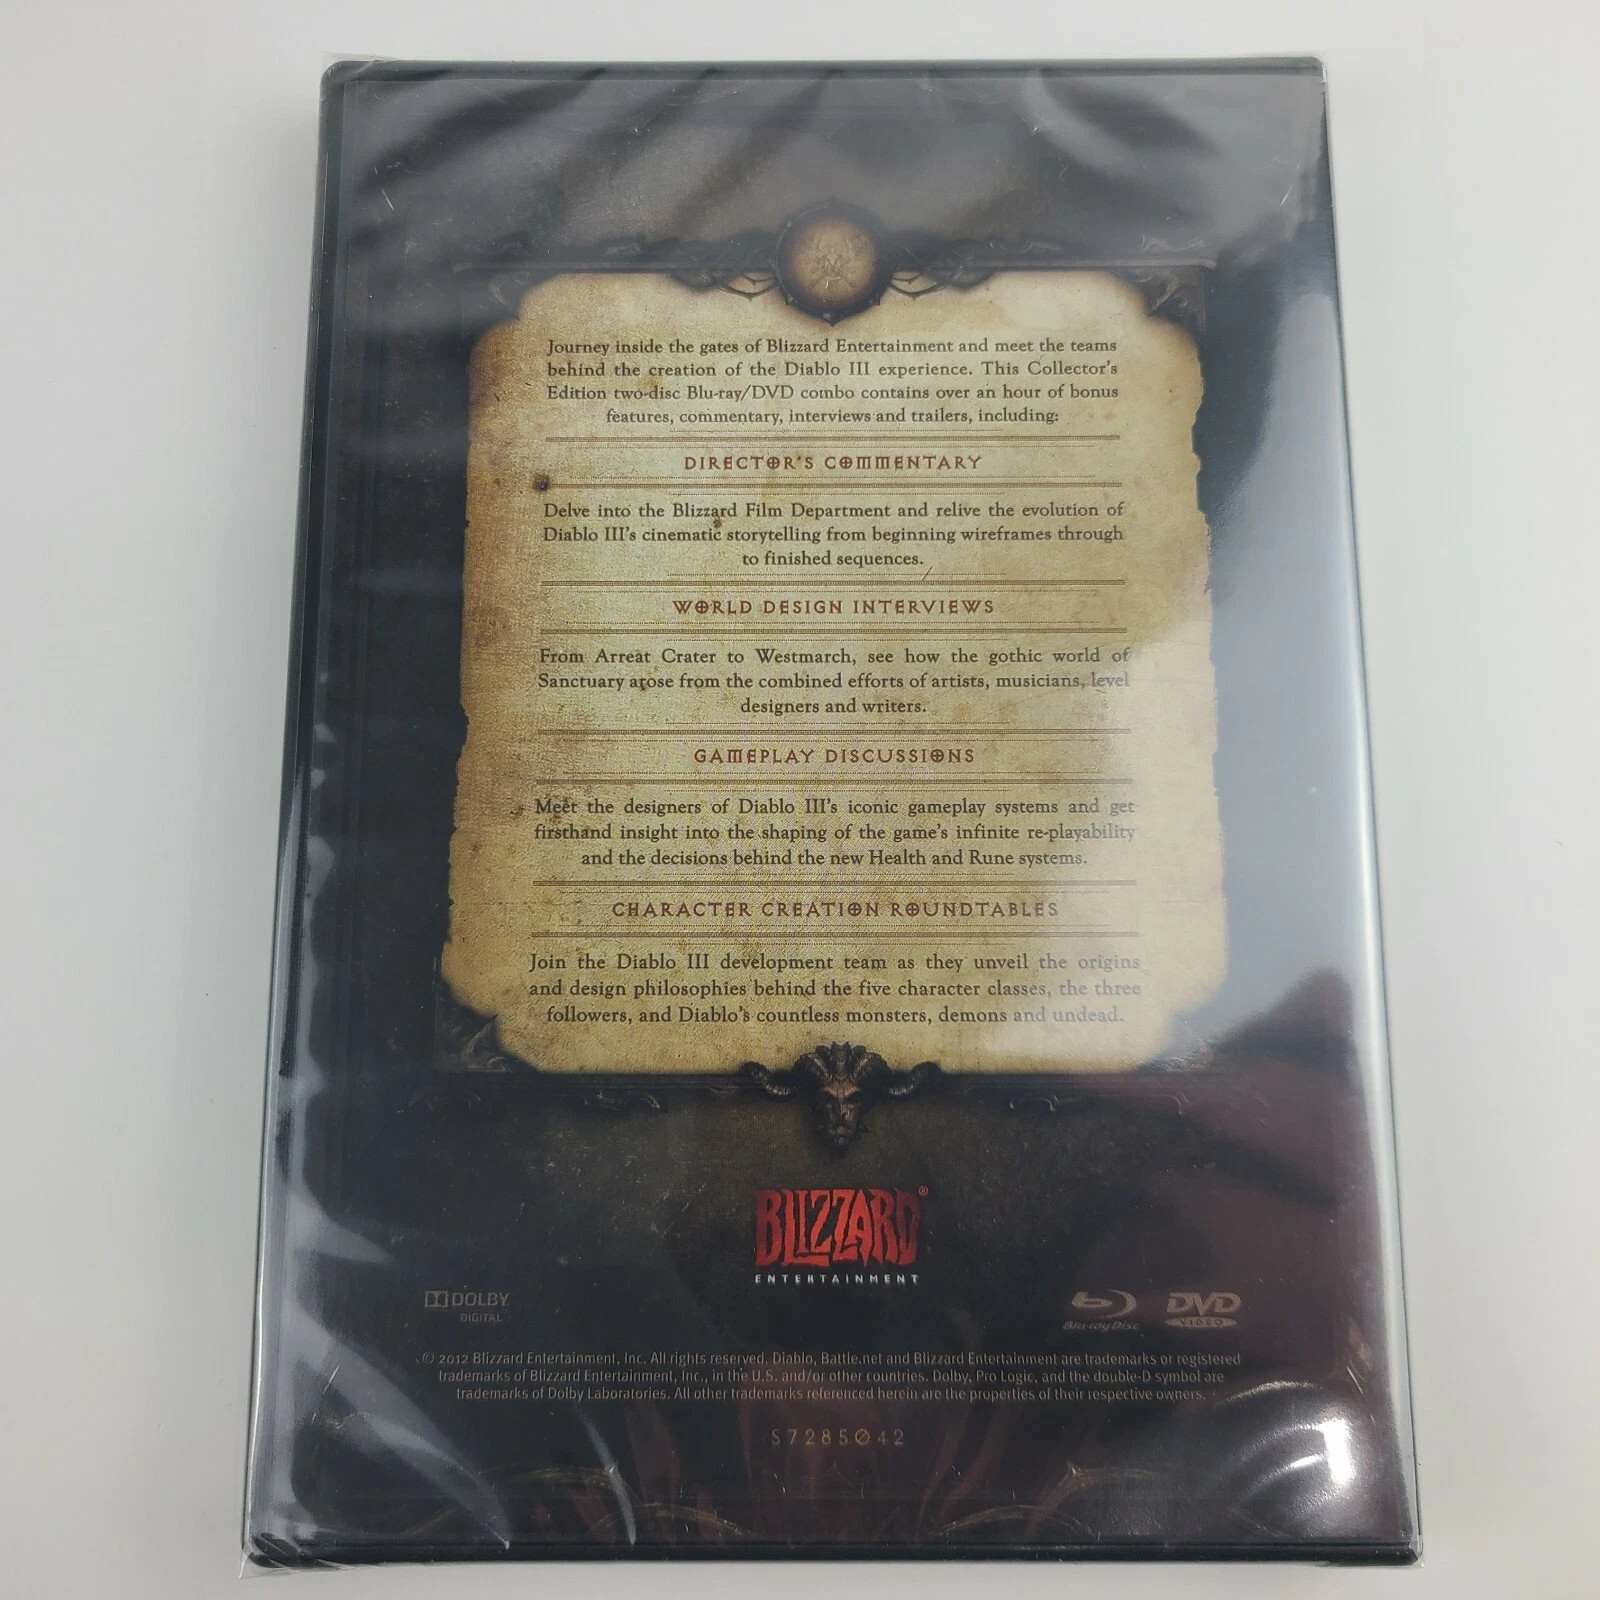 Journey inside the gates of Blizzard Entertainment and meet the teams
behind the creation of the Diablo III experience. This Collector's
Edition two-disc Blu-ray/DVD combo contains over an hour of bonus
features, commentary, interviews and trailers, including:
DIRECTOR'S COMMENTARY
Delve into the Blizzard Film Department and relive the evolution of
Diablo III's cinematic storytelling from beginning wireframes through
to finished sequences.
WORLD DESIGN INTERVIEWS
From Arreat Crater to Westmarch, see how the gothic world of
Sanctuary arose from the combined efforts of artists, musicians, level
designers and writers.
GAMEPLAY DISCUSSIONS
Meet the designers of Diablo III's iconic gameplay systems and get
firsthand insight into the shaping of the game's infinite re-playability
and the decisions behind the new Health and Rune systems.
CHARACTER CREATION ROUNDTABLES
Join the Diablo III development team as they unveil the origins
and design philosophies behind the five character classes, the three
followers, and Diablo's countless monsters, demons and undead.
BLIZZARD®
ENTERTAINMENT
DOLBY
DIGITAL
Blu-ray Disc
DVD
VIDEO
© 2012 Blizzard Entertainment, Inc. All rights reserved. Diablo, Battle.net and Blizzard Entertainment are trademarks or registered
trademarks of Blizzard Entertainment, Inc., in the U.S. and/or other countries. Dolby, Pro Logic, and the double-D symbol are
trademarks of Dolby Laboratories. All other trademarks referenced herein are the properties of their respective owners.
S7285042